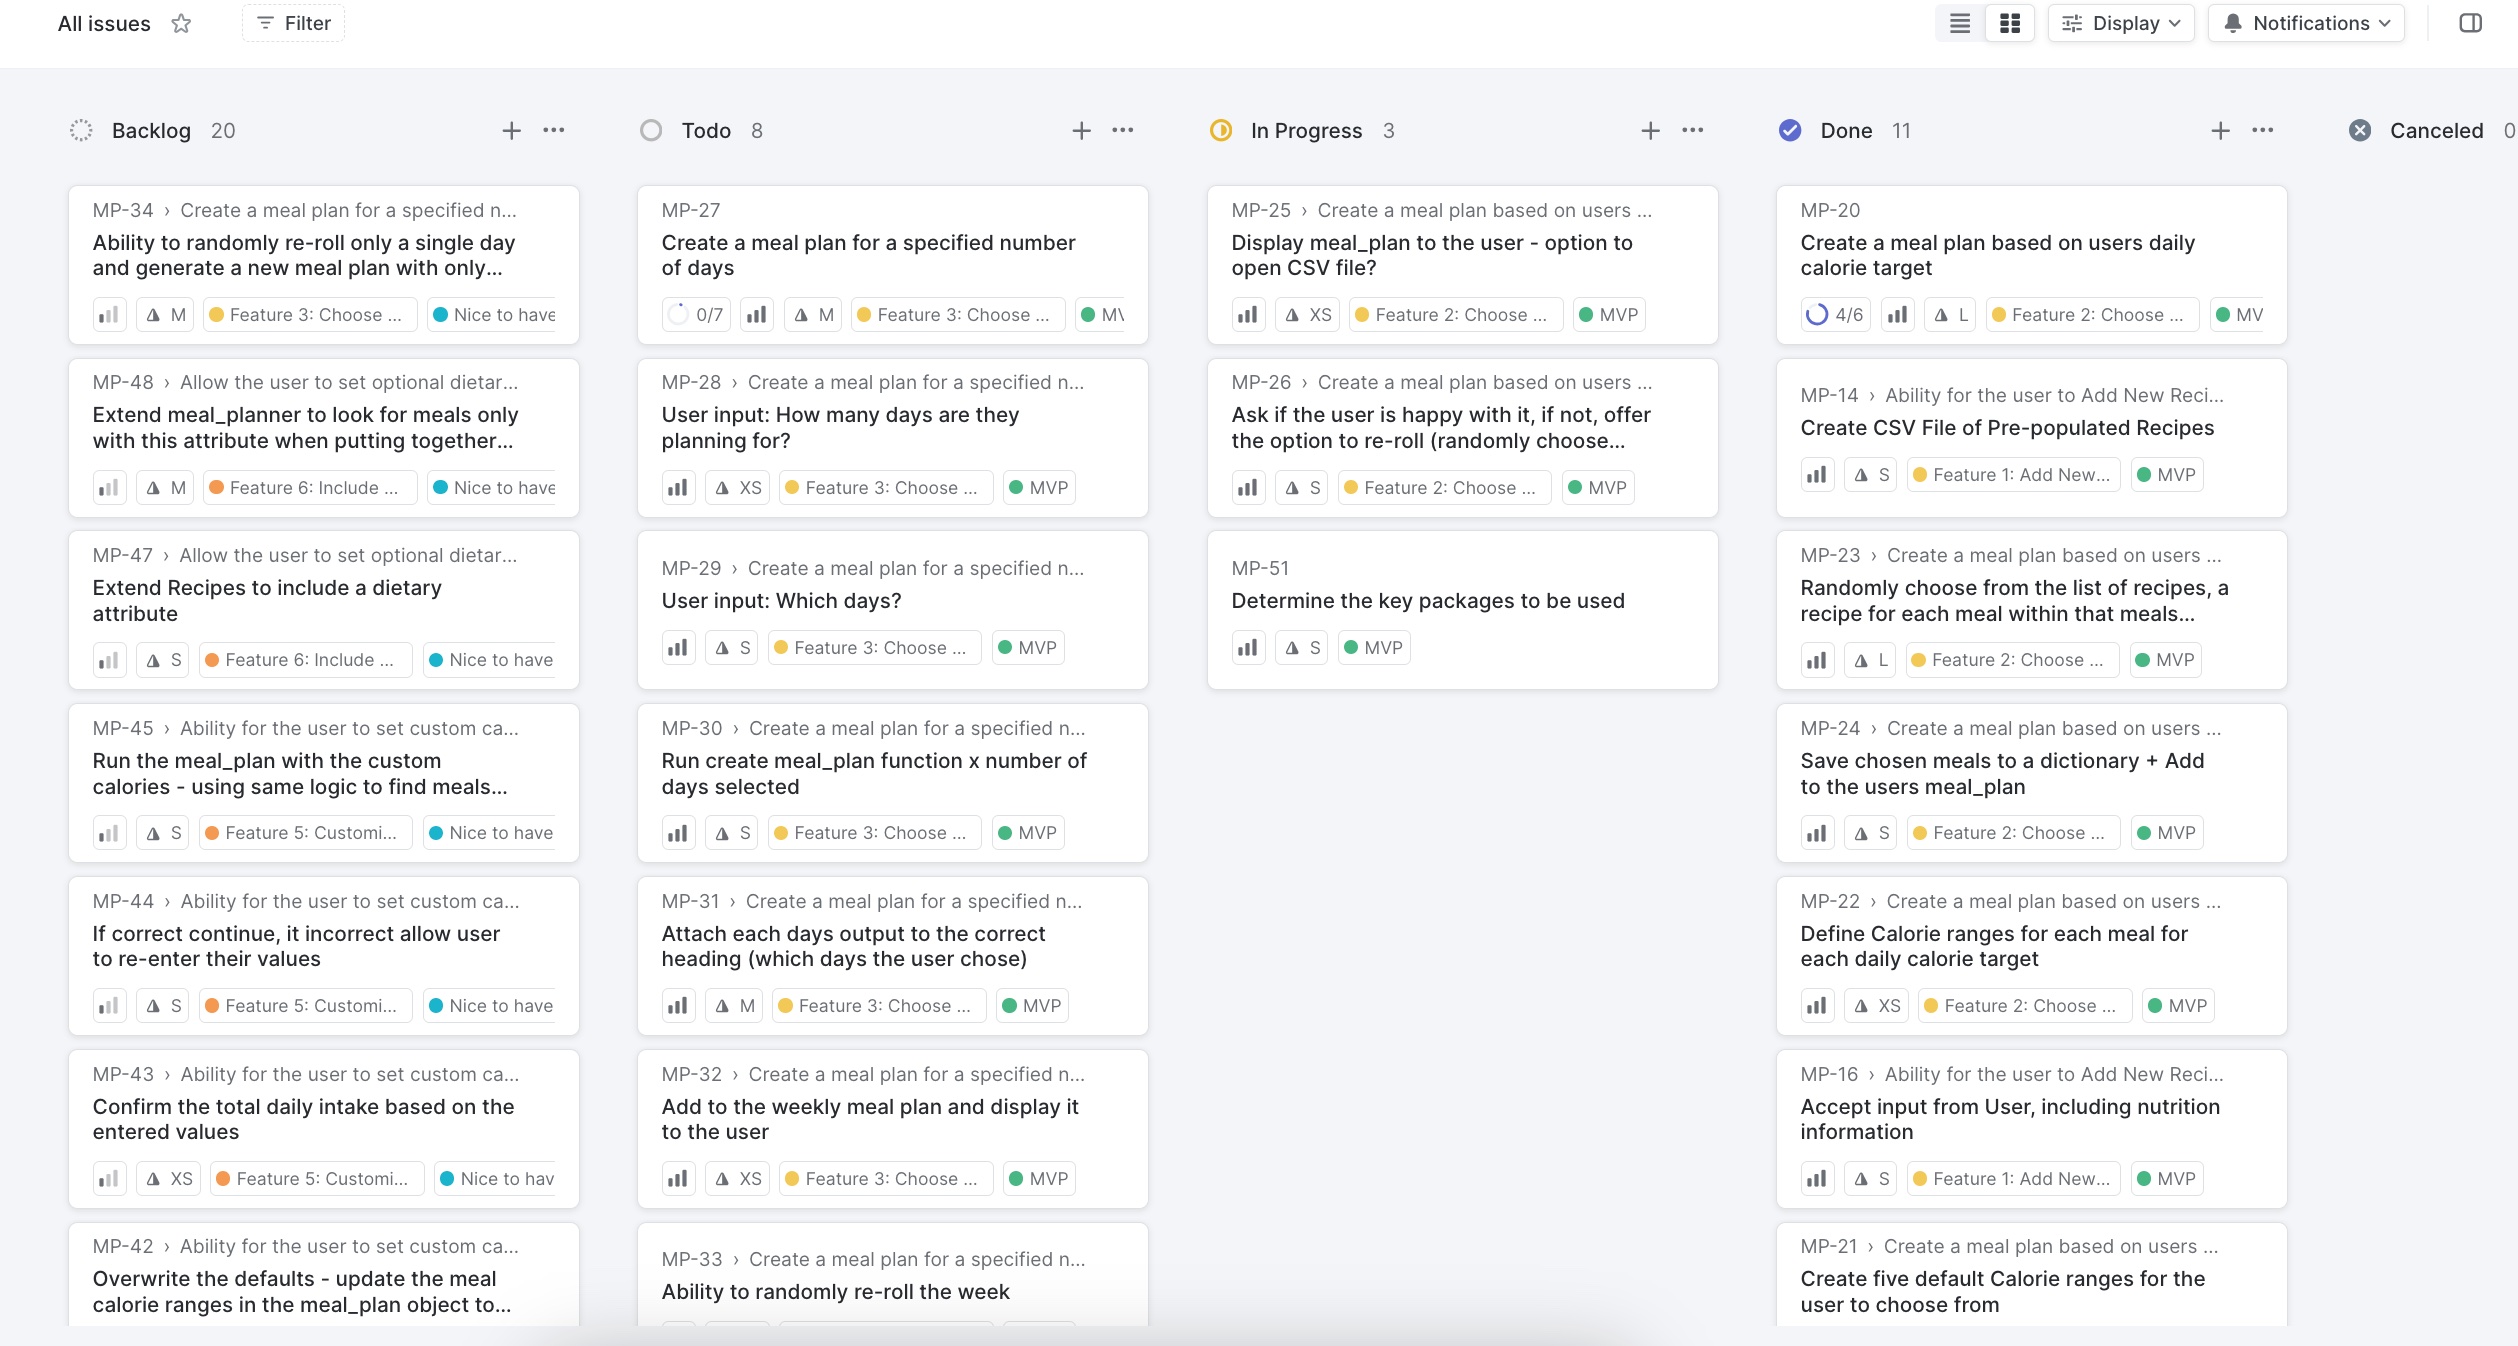 All issues
Filter
Display
Notifications
Backlog 20
MP-34 › Create a meal plan for a specified n...
Ability to randomly re-roll only a single day
and generate a new meal plan with only...
M Feature 3: Choose ... Nice to have
MP-48 › Allow the user to set optional dietar...
Extend meal_planner to look for meals only
with this attribute when putting together...
M Feature 6: Include ... Nice to have
MP-47 › Allow the user to set optional dietar...
Extend Recipes to include a dietary
attribute
S Feature 6: Include ... Nice to have
MP-45 › Ability for the user to set custom ca...
Run the meal_plan with the custom
calories - using same logic to find meals...
S Feature 5: Customi... Nice to have
MP-44 › Ability for the user to set custom ca...
If correct continue, it incorrect allow user
to re-enter their values
S Feature 5: Customi... Nice to have
MP-43 › Ability for the user to set custom ca...
Confirm the total daily intake based on the
entered values
XS Feature 5: Customi... Nice to hav
MP-42 › Ability for the user to set custom ca...
Overwrite the defaults - update the meal
calorie ranges in the meal_plan object to...
Todo 8
MP-27
Create a meal plan for a specified number
of days
0/7 M Feature 3: Choose ... MV
MP-28 › Create a meal plan for a specified n...
User input: How many days are they
planning for?
XS Feature 3: Choose ... MVP
MP-29 › Create a meal plan for a specified n...
User input: Which days?
S Feature 3: Choose ... MVP
MP-30 › Create a meal plan for a specified n...
Run create meal_plan function x number of
days selected
S Feature 3: Choose ... MVP
MP-31 › Create a meal plan for a specified n...
Attach each days output to the correct
heading (which days the user chose)
M Feature 3: Choose ... MVP
MP-32 › Create a meal plan for a specified n...
Add to the weekly meal plan and display it
to the user
XS Feature 3: Choose ... MVP
MP-33 › Create a meal plan for a specified n...
Ability to randomly re-roll the week
In Progress 3
MP-25 › Create a meal plan based on users ...
Display meal_plan to the user - option to
open CSV file?
XS Feature 2: Choose ... MVP
MP-26 › Create a meal plan based on users ...
Ask if the user is happy with it, if not, offer
the option to re-roll (randomly choose...
S Feature 2: Choose ... MVP
MP-51
Determine the key packages to be used
S MVP
Done 11
MP-20
Create a meal plan based on users daily
calorie target
4/6 L Feature 2: Choose ... MV
MP-14 › Ability for the user to Add New Reci...
Create CSV File of Pre-populated Recipes
S Feature 1: Add New... MVP
MP-23 › Create a meal plan based on users ...
Randomly choose from the list of recipes, a
recipe for each meal within that meals...
L Feature 2: Choose ... MVP
MP-24 › Create a meal plan based on users ...
Save chosen meals to a dictionary + Add
to the users meal_plan
S Feature 2: Choose ... MVP
MP-22 › Create a meal plan based on users ...
Define Calorie ranges for each meal for
each daily calorie target
XS Feature 2: Choose ... MVP
MP-16 › Ability for the user to Add New Reci...
Accept input from User, including nutrition
information
S Feature 1: Add New... MVP
MP-21 › Create a meal plan based on users ...
Create five default Calorie ranges for the
user to choose from
Canceled 0